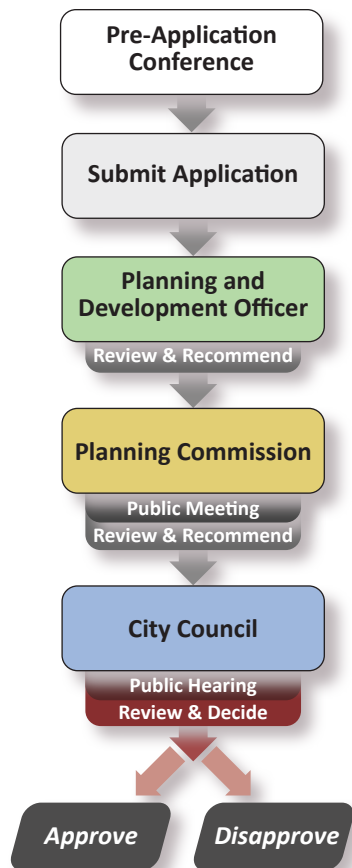 Pre-Application
Conference
Submit Application
Planning and
Development Officer
Review & Recommend
Planning Commission
Public Meeting
Review & Recommend
City Council
Public Hearing
Review & Decide
Approve
Disapprove